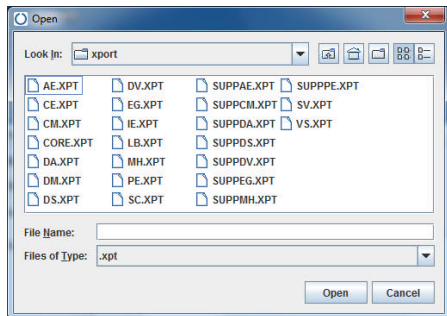 Open
Look In: xport
AE.XPT DV.XPT SUPPAE.XPT SUPPPE.XPT
CE.XPT EG.XPT SUPPCM.XPT SV.XPT
CM.XPT IE.XPT SUPPDA.XPT VS.XPT
CORE.XPT LB.XPT SUPPDS.XPT
DA.XPT MH.XPT SUPPDV.XPT
DM.XPT PE.XPT SUPPEG.XPT
DS.XPT SC.XPT SUPPMH.XPT
File Name:
Files of Type: .xpt
Open Cancel